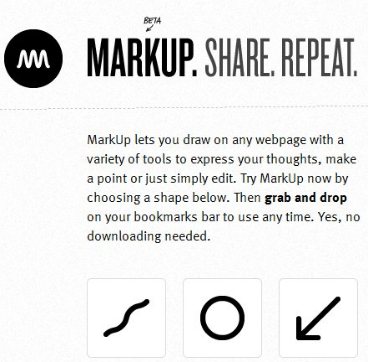 BETA
MARKUP. SHARE. REPEAT.
MarkUp lets you draw on any webpage with a
variety of tools to express your thoughts, make
a point or just simply edit. Try MarkUp now by
choosing a shape below. Then grab and drop
on your bookmarks bar to use any time. Yes, no
downloading needed.